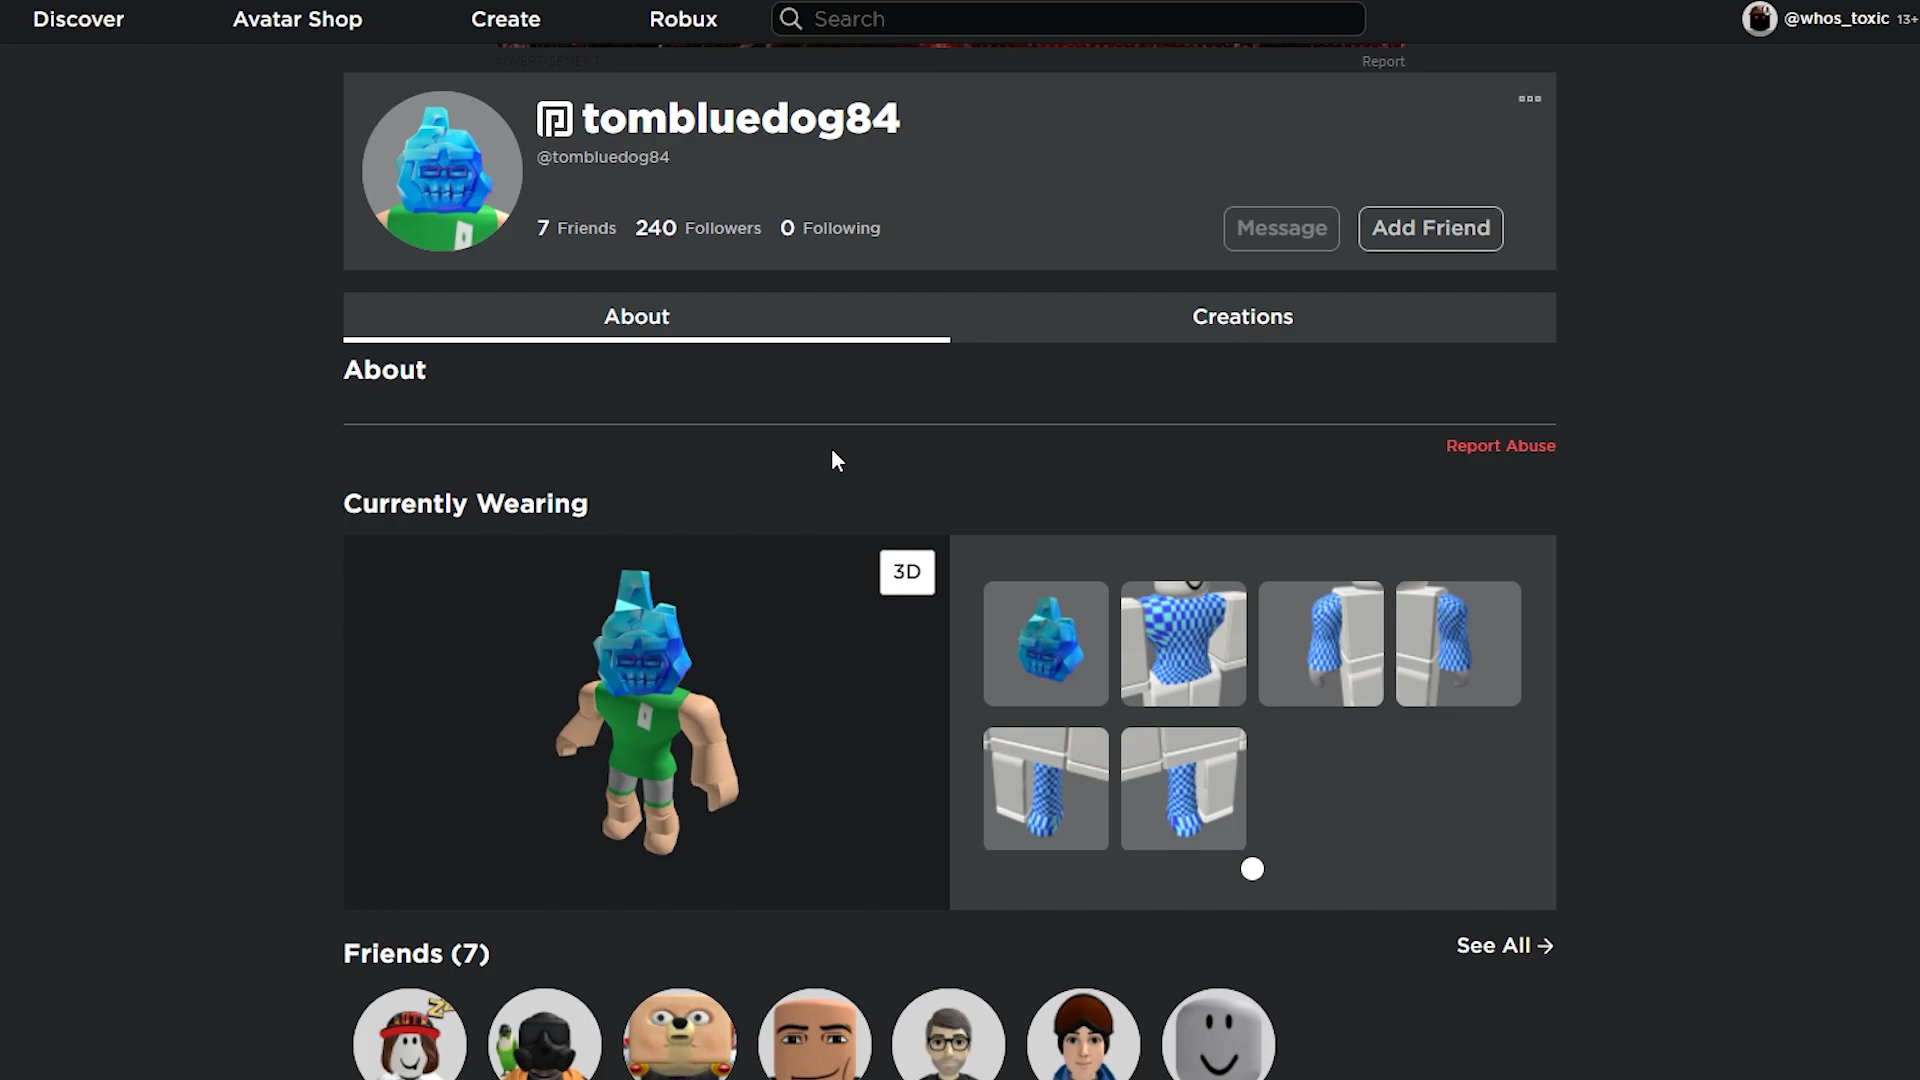 Discover Avatar Shop Create Robux Search @whos_toxic 13+
ADVERTISEMENT Report
tombluedog84
@tombluedog84
7 Friends 240 Followers 0 Following Message Add Friend
About Creations
About
Report Abuse
Currently Wearing
3D
Friends (7) See All